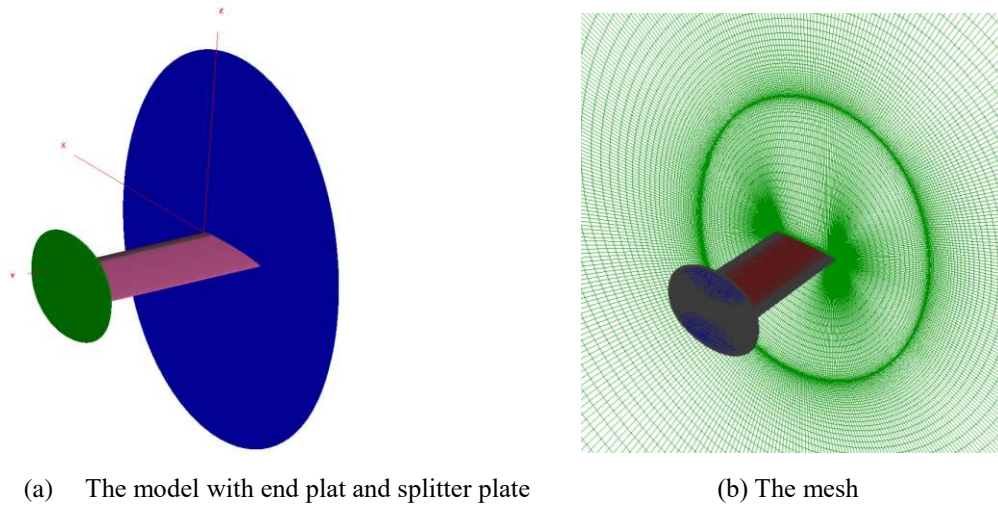 z
x
Y
(a) The model with end plat and splitter plate
(b) The mesh